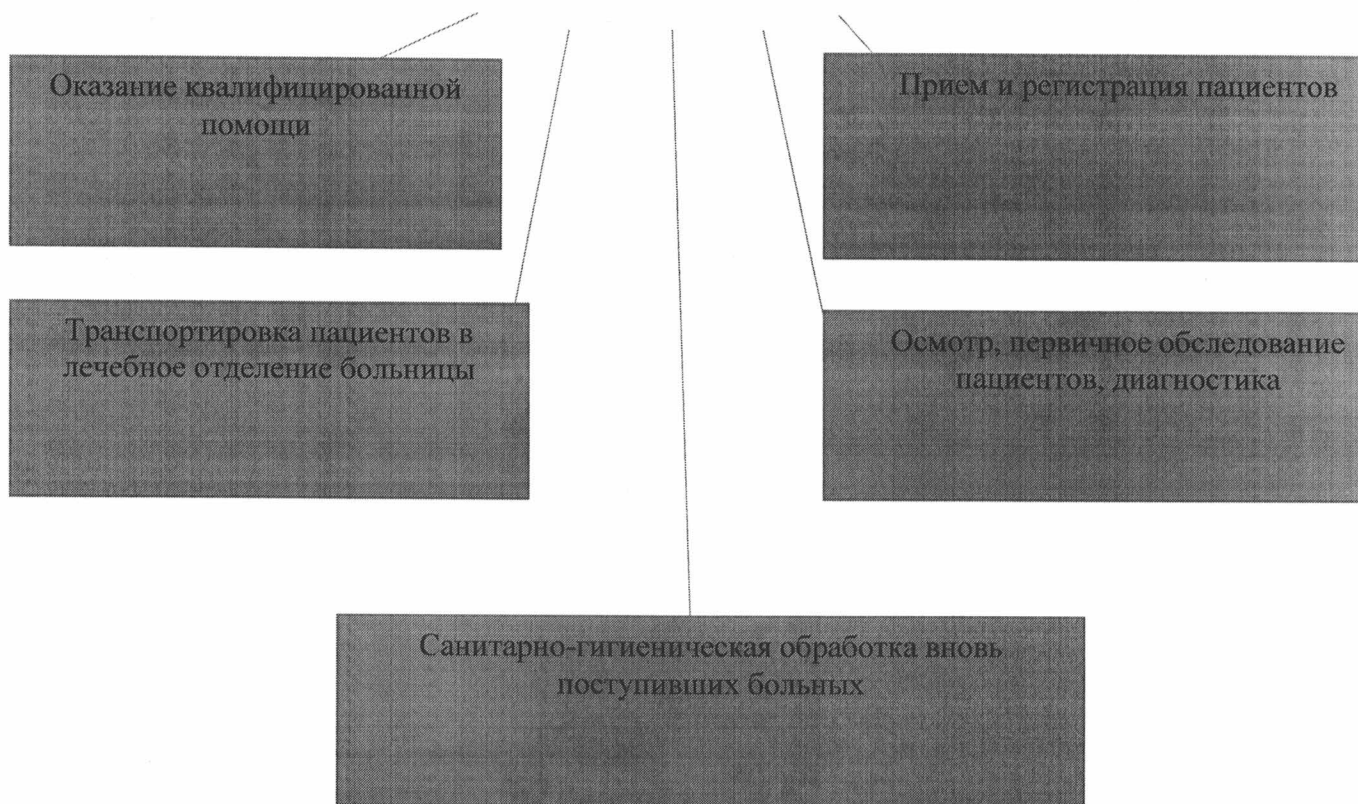 Оказание квалифицированной
помощи
Прием и регистрация пациентов
Транспортировка пациентов в
лечебное отделение больницы
Осмотр, первичное обследование
пациентов, диагностика
Санитарно-гигиеническая обработка вновь
поступивших больных